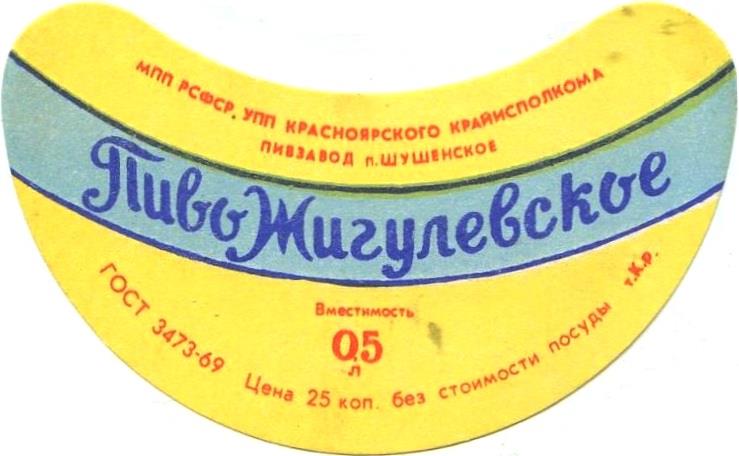 МПП РСФСР. УПП КРАСНОЯРСКОГО КРАЙИСПОЛКОМА
ПИВЗАВОД п. ШУШЕНСКОЕ
Пиво Жигулевское
Вместимость
0,5
л
ГОСТ 3473-69 Цена 25 коп. без стоимости посуды т.К.р.